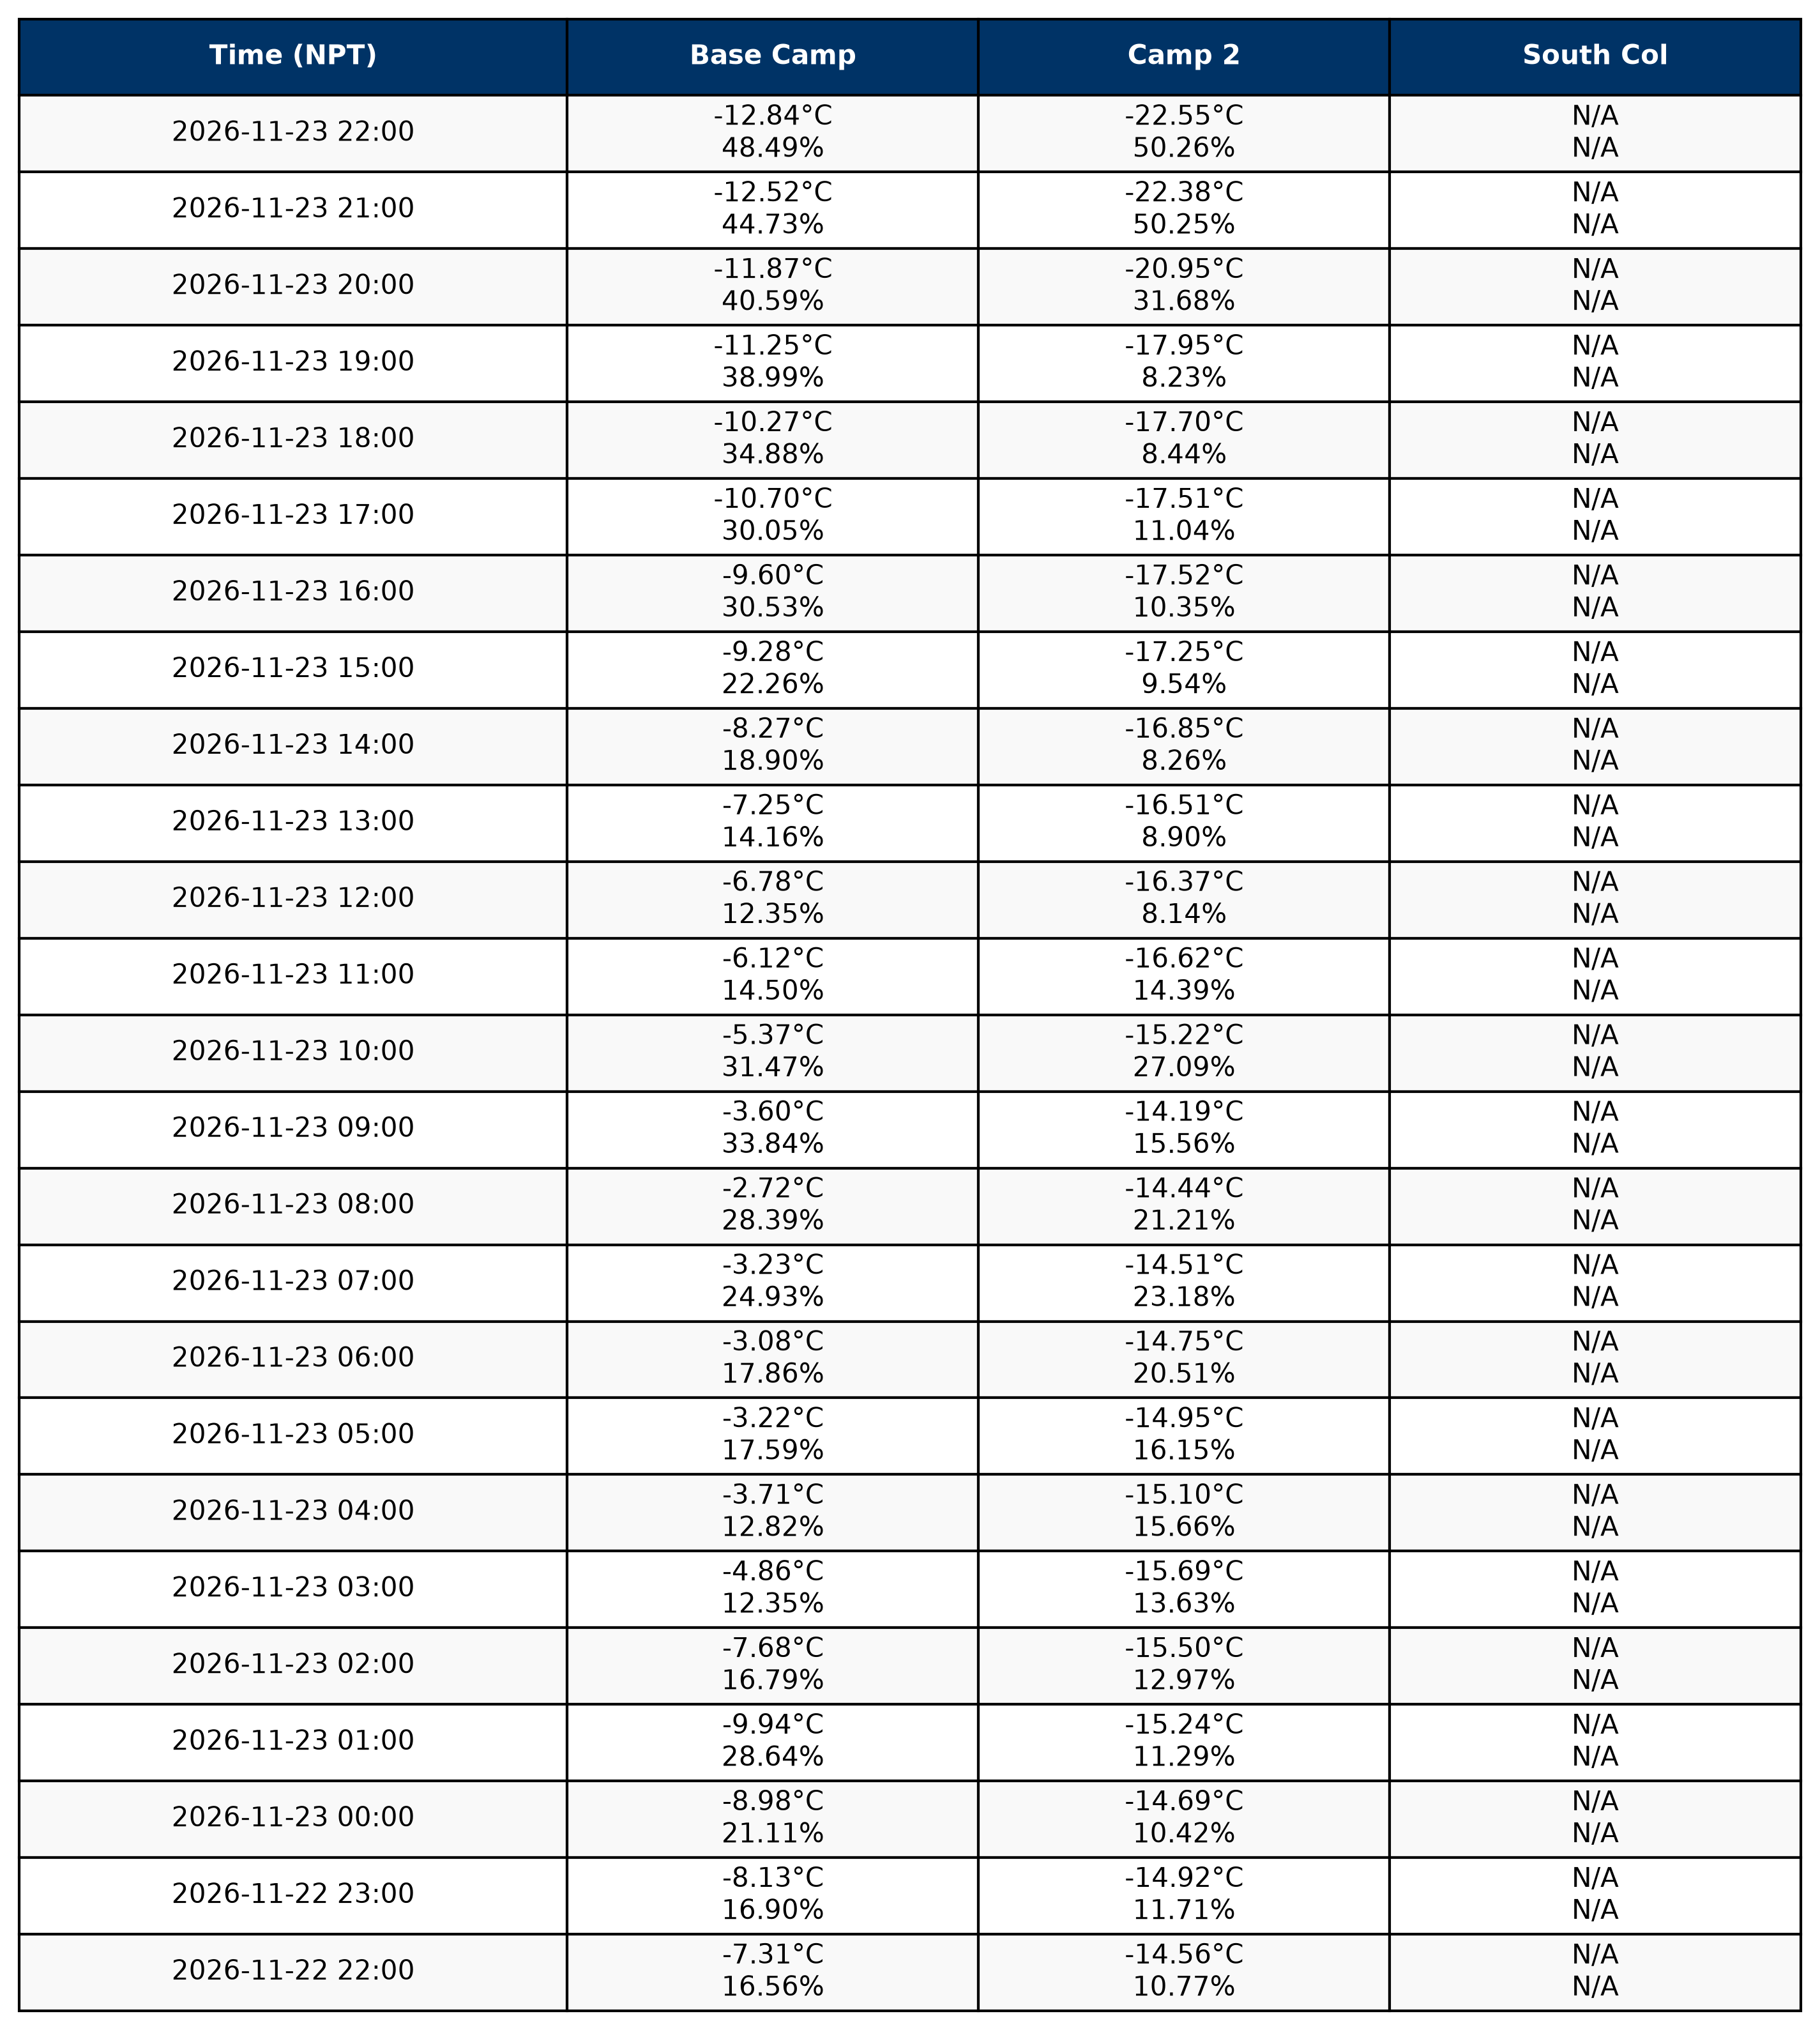 Time (NPT) Base Camp Camp 2 South Col
2026-11-23 22:00 -12.84°C -22.55°C N/A
48.49% 50.26% N/A
2026-11-23 21:00 -12.52°C -22.38°C N/A
44.73% 50.25% N/A
2026-11-23 20:00 -11.87°C -20.95°C N/A
40.59% 31.68% N/A
2026-11-23 19:00 -11.25°C -17.95°C N/A
38.99% 8.23% N/A
2026-11-23 18:00 -10.27°C -17.70°C N/A
34.88% 8.44% N/A
2026-11-23 17:00 -10.70°C -17.51°C N/A
30.05% 11.04% N/A
2026-11-23 16:00 -9.60°C -17.52°C N/A
30.53% 10.35% N/A
2026-11-23 15:00 -9.28°C -17.25°C N/A
22.26% 9.54% N/A
2026-11-23 14:00 -8.27°C -16.85°C N/A
18.90% 8.26% N/A
2026-11-23 13:00 -7.25°C -16.51°C N/A
14.16% 8.90% N/A
2026-11-23 12:00 -6.78°C -16.37°C N/A
12.35% 8.14% N/A
2026-11-23 11:00 -6.12°C -16.62°C N/A
14.50% 14.39% N/A
2026-11-23 10:00 -5.37°C -15.22°C N/A
31.47% 27.09% N/A
2026-11-23 09:00 -3.60°C -14.19°C N/A
33.84% 15.56% N/A
2026-11-23 08:00 -2.72°C -14.44°C N/A
28.39% 21.21% N/A
2026-11-23 07:00 -3.23°C -14.51°C N/A
24.93% 23.18% N/A
2026-11-23 06:00 -3.08°C -14.75°C N/A
17.86% 20.51% N/A
2026-11-23 05:00 -3.22°C -14.95°C N/A
17.59% 16.15% N/A
2026-11-23 04:00 -3.71°C -15.10°C N/A
12.82% 15.66% N/A
2026-11-23 03:00 -4.86°C -15.69°C N/A
12.35% 13.63% N/A
2026-11-23 02:00 -7.68°C -15.50°C N/A
16.79% 12.97% N/A
2026-11-23 01:00 -9.94°C -15.24°C N/A
28.64% 11.29% N/A
2026-11-23 00:00 -8.98°C -14.69°C N/A
21.11% 10.42% N/A
2026-11-22 23:00 -8.13°C -14.92°C N/A
16.90% 11.71% N/A
2026-11-22 22:00 -7.31°C -14.56°C N/A
16.56% 10.77% N/A